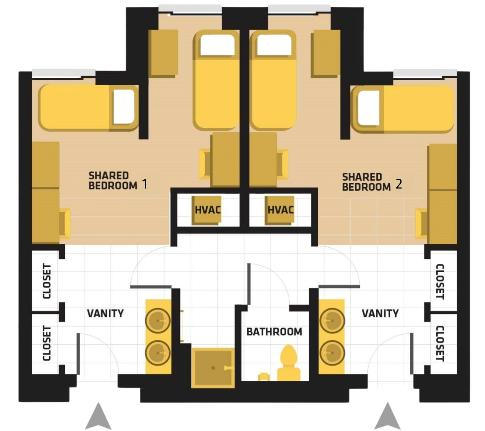 SHARED
BEDROOM 1
SHARED
BEDROOM 2
HVAC
HVAC
CLOSET
CLOSET
VANITY
VANITY
CLOSET
CLOSET
BATHROOM